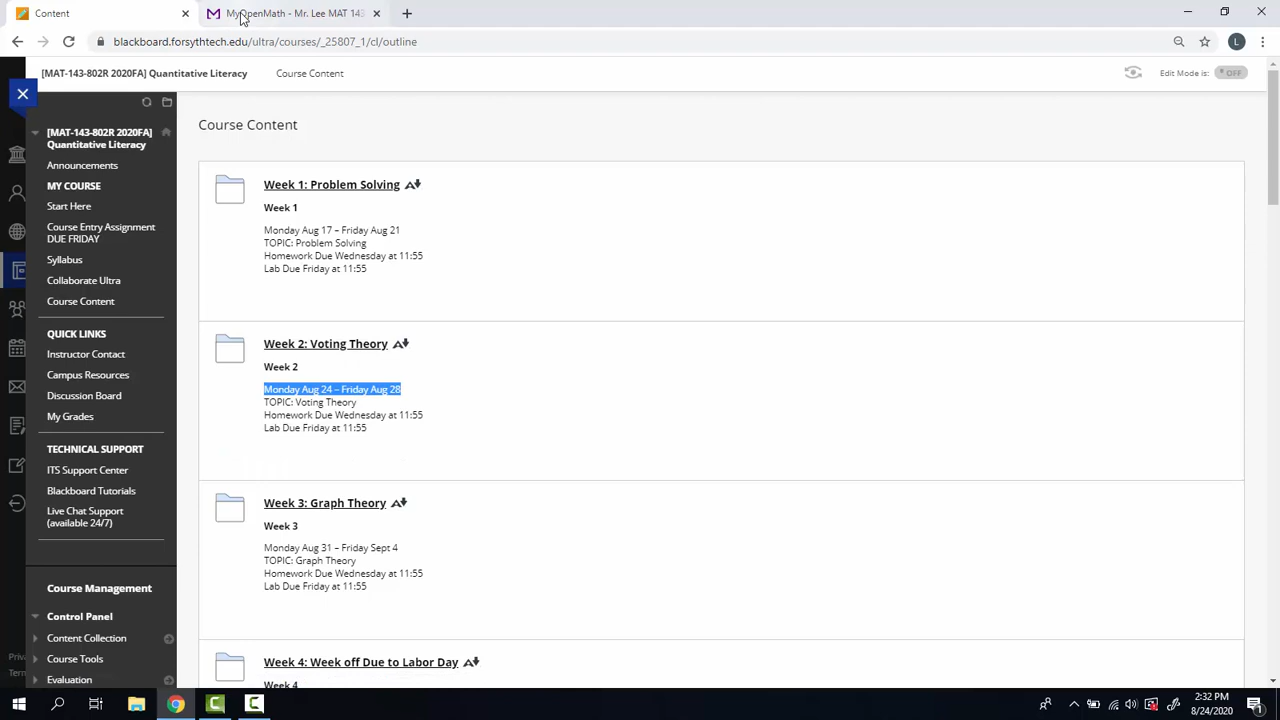 Content
MyOpenMath - Mr. Lee MAT 143
blackboard.forsythtech.edu/ultra/courses/_25807_1/cl/outline
L
[MAT-143-802R 2020FA] Quantitative Literacy
Course Content
Edit Mode is:
OFF
[MAT-143-802R 2020FA]
Quantitative Literacy
Announcements
MY COURSE
Start Here
Course Entry Assignment
DUE FRIDAY
Syllabus
Collaborate Ultra
Course Content
QUICK LINKS
Instructor Contact
Campus Resources
Discussion Board
My Grades
TECHNICAL SUPPORT
ITS Support Center
Blackboard Tutorials
Live Chat Support
(available 24/7)
Course Management
Control Panel
Content Collection
Course Tools
Evaluation
Priva
Term
Course Content
Week 1: Problem Solving
Week 1
Monday Aug 17 – Friday Aug 21
TOPIC: Problem Solving
Homework Due Wednesday at 11:55
Lab Due Friday at 11:55
Week 2: Voting Theory
Week 2
Monday Aug 24 – Friday Aug 28
TOPIC: Voting Theory
Homework Due Wednesday at 11:55
Lab Due Friday at 11:55
Week 3: Graph Theory
Week 3
Monday Aug 31 – Friday Sept 4
TOPIC: Graph Theory
Homework Due Wednesday at 11:55
Lab Due Friday at 11:55
Week 4: Week off Due to Labor Day
Week 4
2:32 PM
8/24/2020